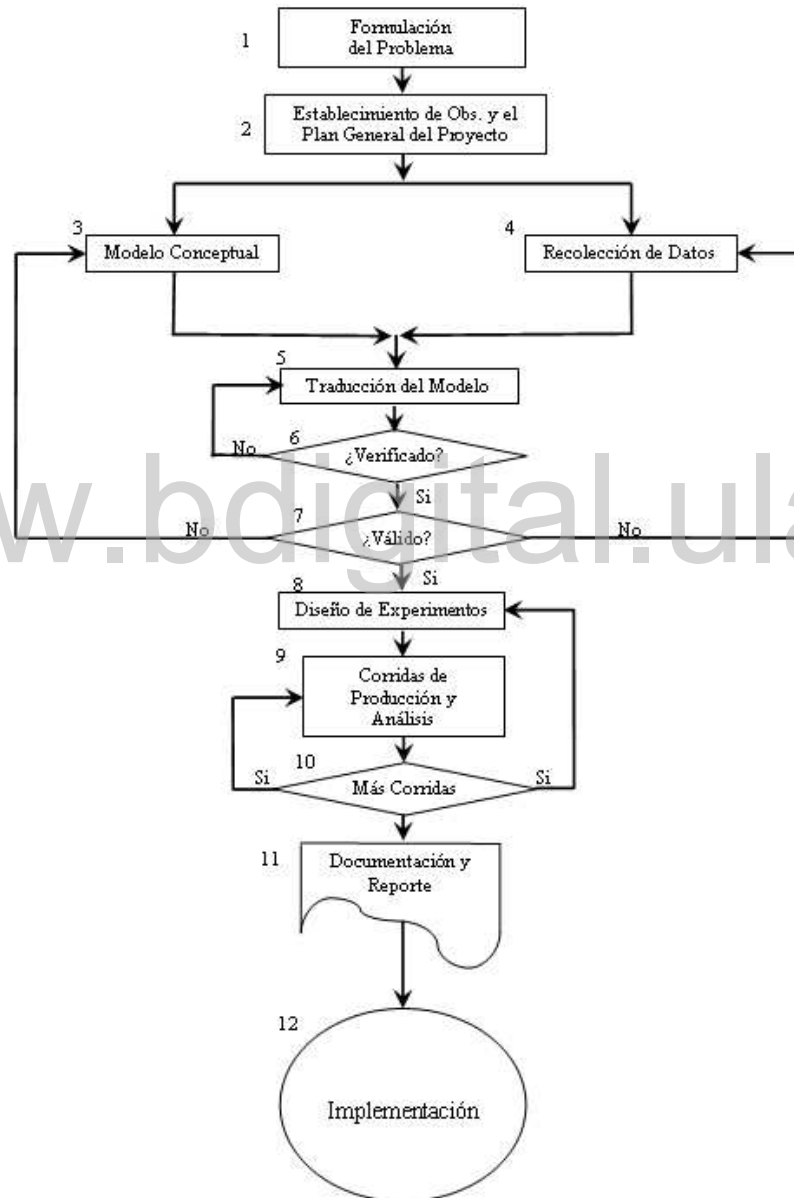 1
Formulación
del Problema
2
Establecimiento de Obs. y el
Plan General del Proyecto
3
Modelo Conceptual
4
Recolección de Datos
5
Traducción del Modelo
6
¿Verificado?
No
Si
7
¿Válido?
No
No
Si
8
Diseño de Experimentos
9
Corridas de
Producción y
Análisis
10
Más Corridas
Si
Si
11
Documentación y
Reporte
12
Implementación
w.bdigital.ula